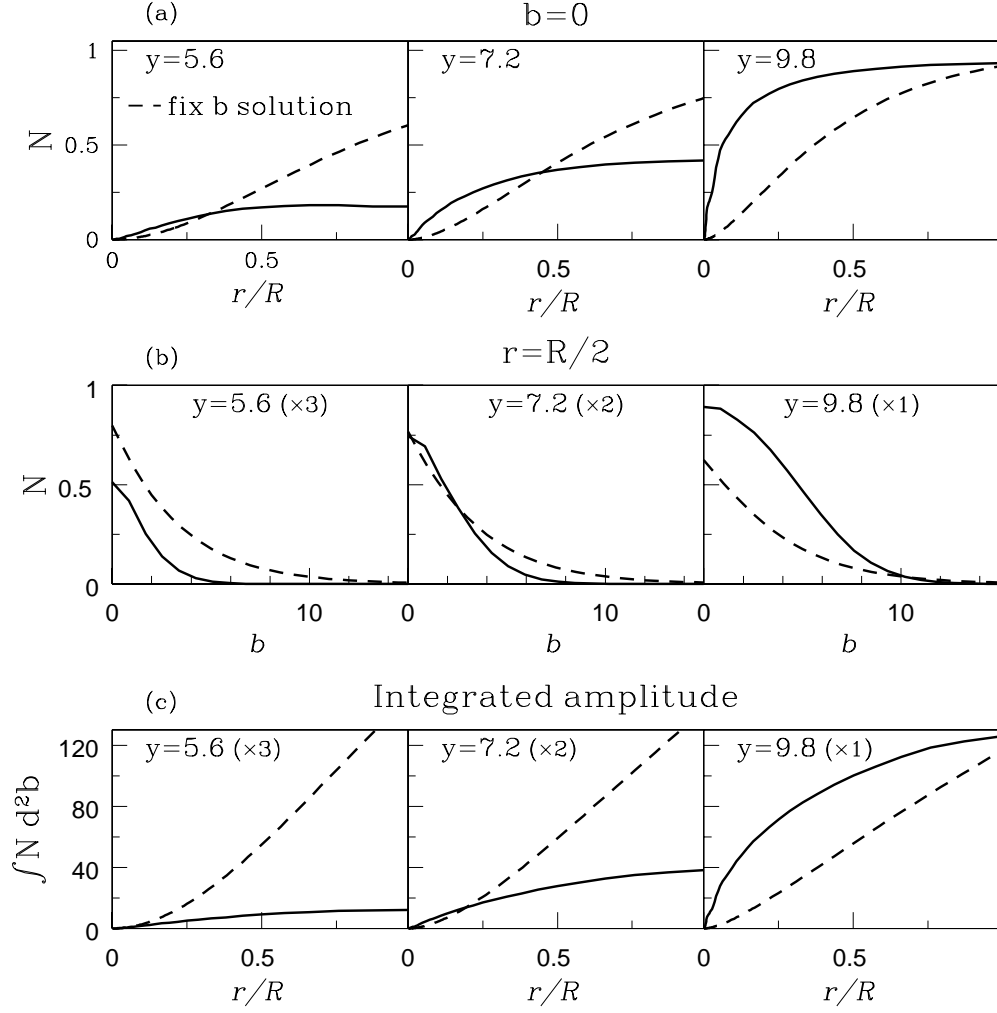 (a) b=0
1 y=5.6 y=7.2 y=9.8
fix b solution
N 0.5
0
0 0.5 0 0.5 0 0.5
r/R r/R r/R
(b) r=R/2
1
y=5.6 (×3) y=7.2 (×2) y=9.8 (×1)
N 0.5
0
0 10 0 10 0 10
b b b
(c) Integrated amplitude
120 y=5.6 (×3) y=7.2 (×2) y=9.8 (×1)
80
∫N d²b
40
0
0 0.5 0 0.5 0 0.5
r/R r/R r/R